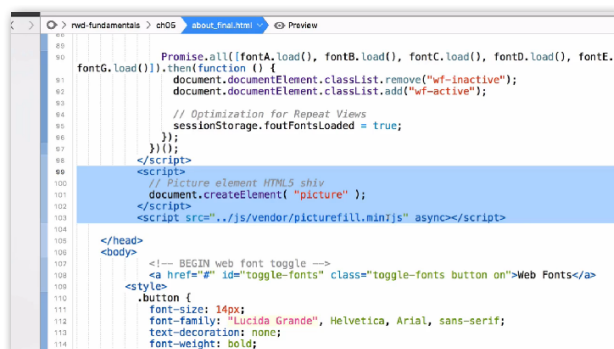 rwd-fundamentals > ch05 > about_final.html Preview
89
90 Promise.all([fontA.load(), fontB.load(), fontC.load(), fontD.load(), fontE.
fontG.load()]).then(function () {
91 document.documentElement.classList.remove("wf-inactive");
92 document.documentElement.classList.add("wf-active");
93
94 // Optimization for Repeat Views
95 sessionStorage.foutFontsLoaded = true;
96 });
97 })();
98 </script>
99 <script>
100 // Picture element HTML5 shiv
101 document.createElement( "picture" );
102 </script>
103 <script src="../js/vendor/picturefill.min.js" async></script>
104
105 </head>
106 <body>
107 <!-- BEGIN web font toggle -->
108 <a href="#" id="toggle-fonts" class="toggle-fonts button on">Web Fonts</a>
109 <style>
110 .button {
111 font-size: 14px;
112 font-family: "Lucida Grande", Helvetica, Arial, sans-serif;
113 text-decoration: none;
114 font-weight: bold;